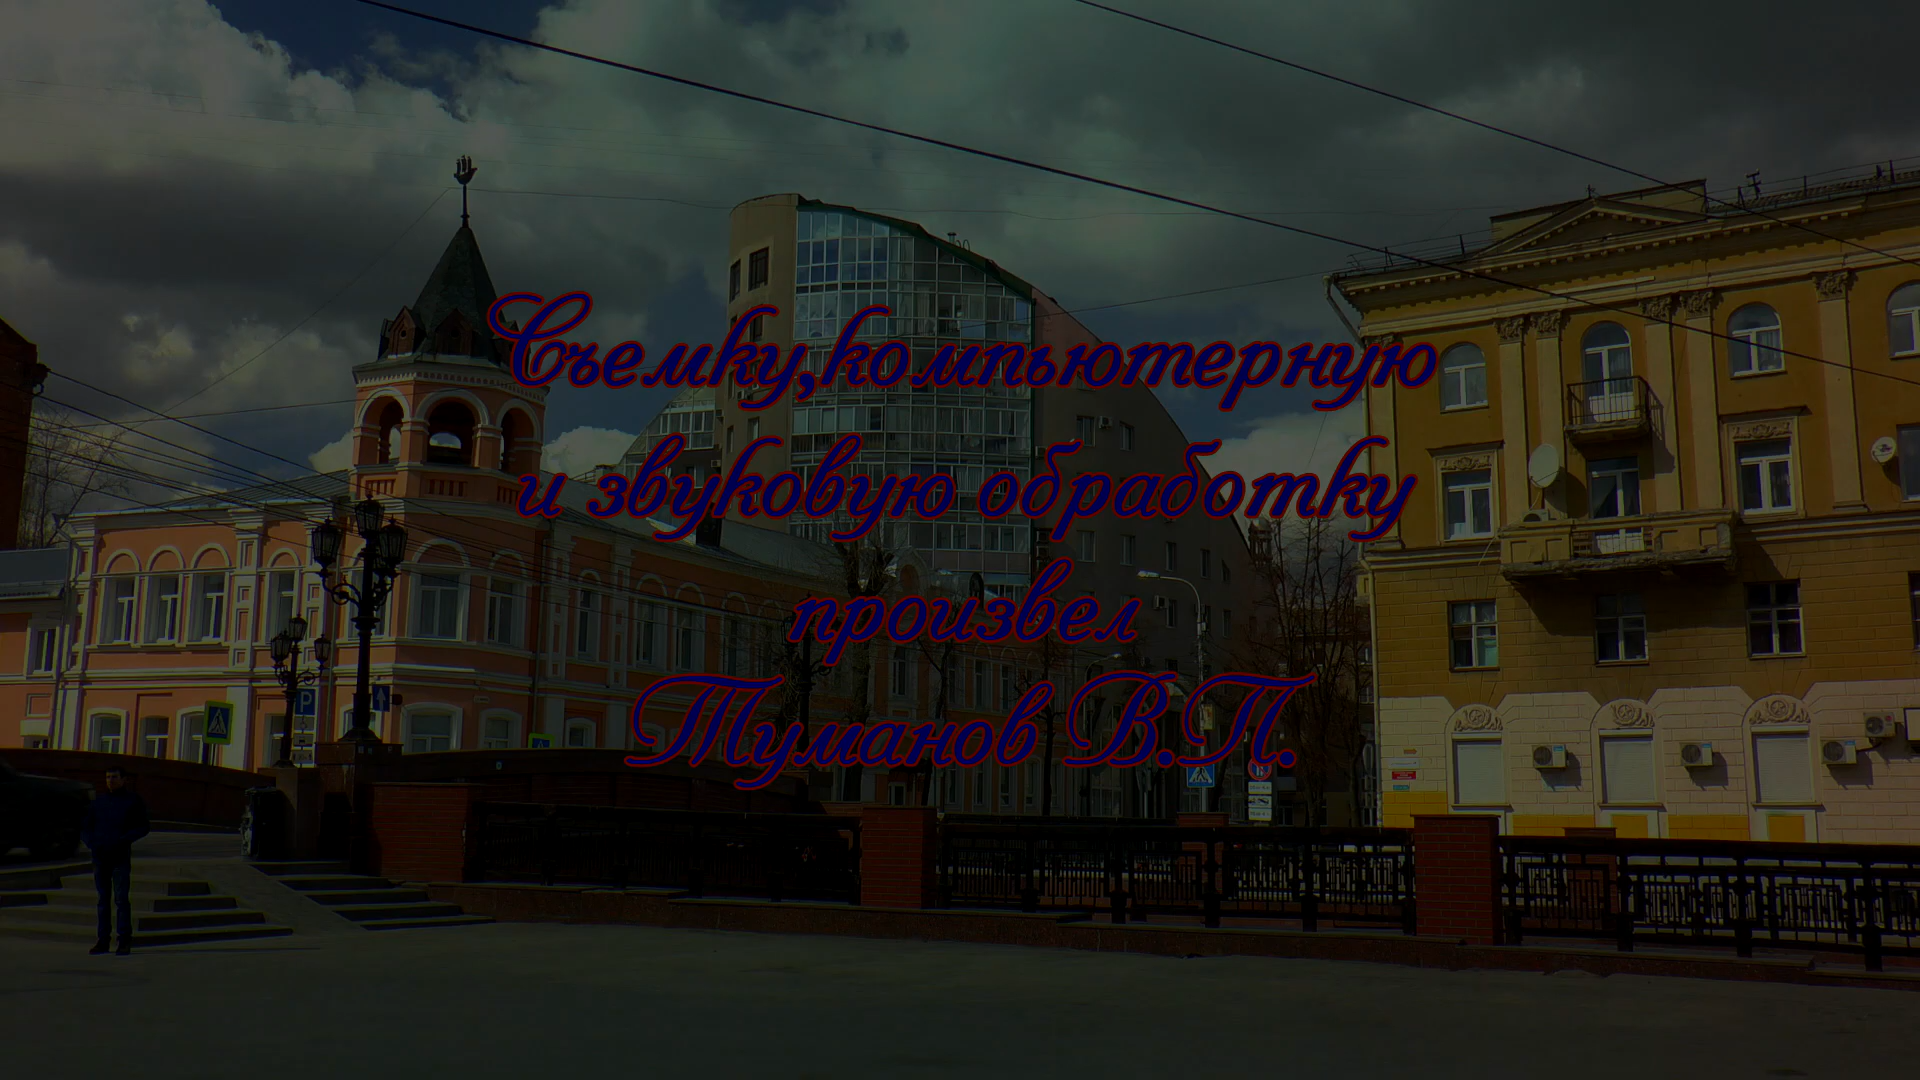 Съемку,компьютерную
и звуковую обработку
произвел
Туманов В.П.